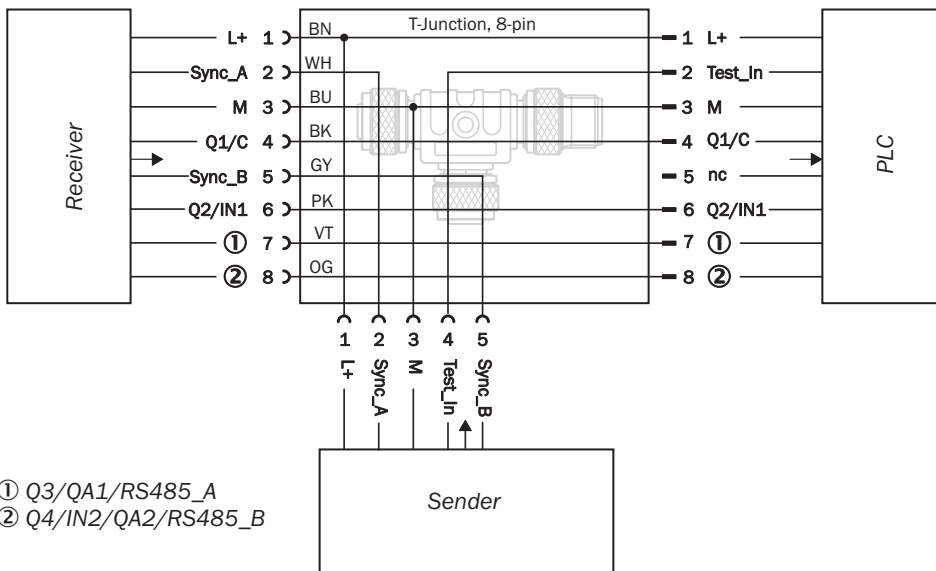 T-Junction, 8-pin
L+ 1 BN 1 L+
Sync_A 2 WH 2 Test_In
M 3 BU 3 M
Q1/C 4 BK 4 Q1/C
Sync_B 5 GY 5 nc
Q2/IN1 6 PK 6 Q2/IN1
① 7 VT 7 ①
② 8 OG 8 ②
Receiver
PLC
1 2 3 4 5
L+ Sync_A M Test_In Sync_B
Sender
① Q3/QA1/RS485_A
② Q4/IN2/QA2/RS485_B